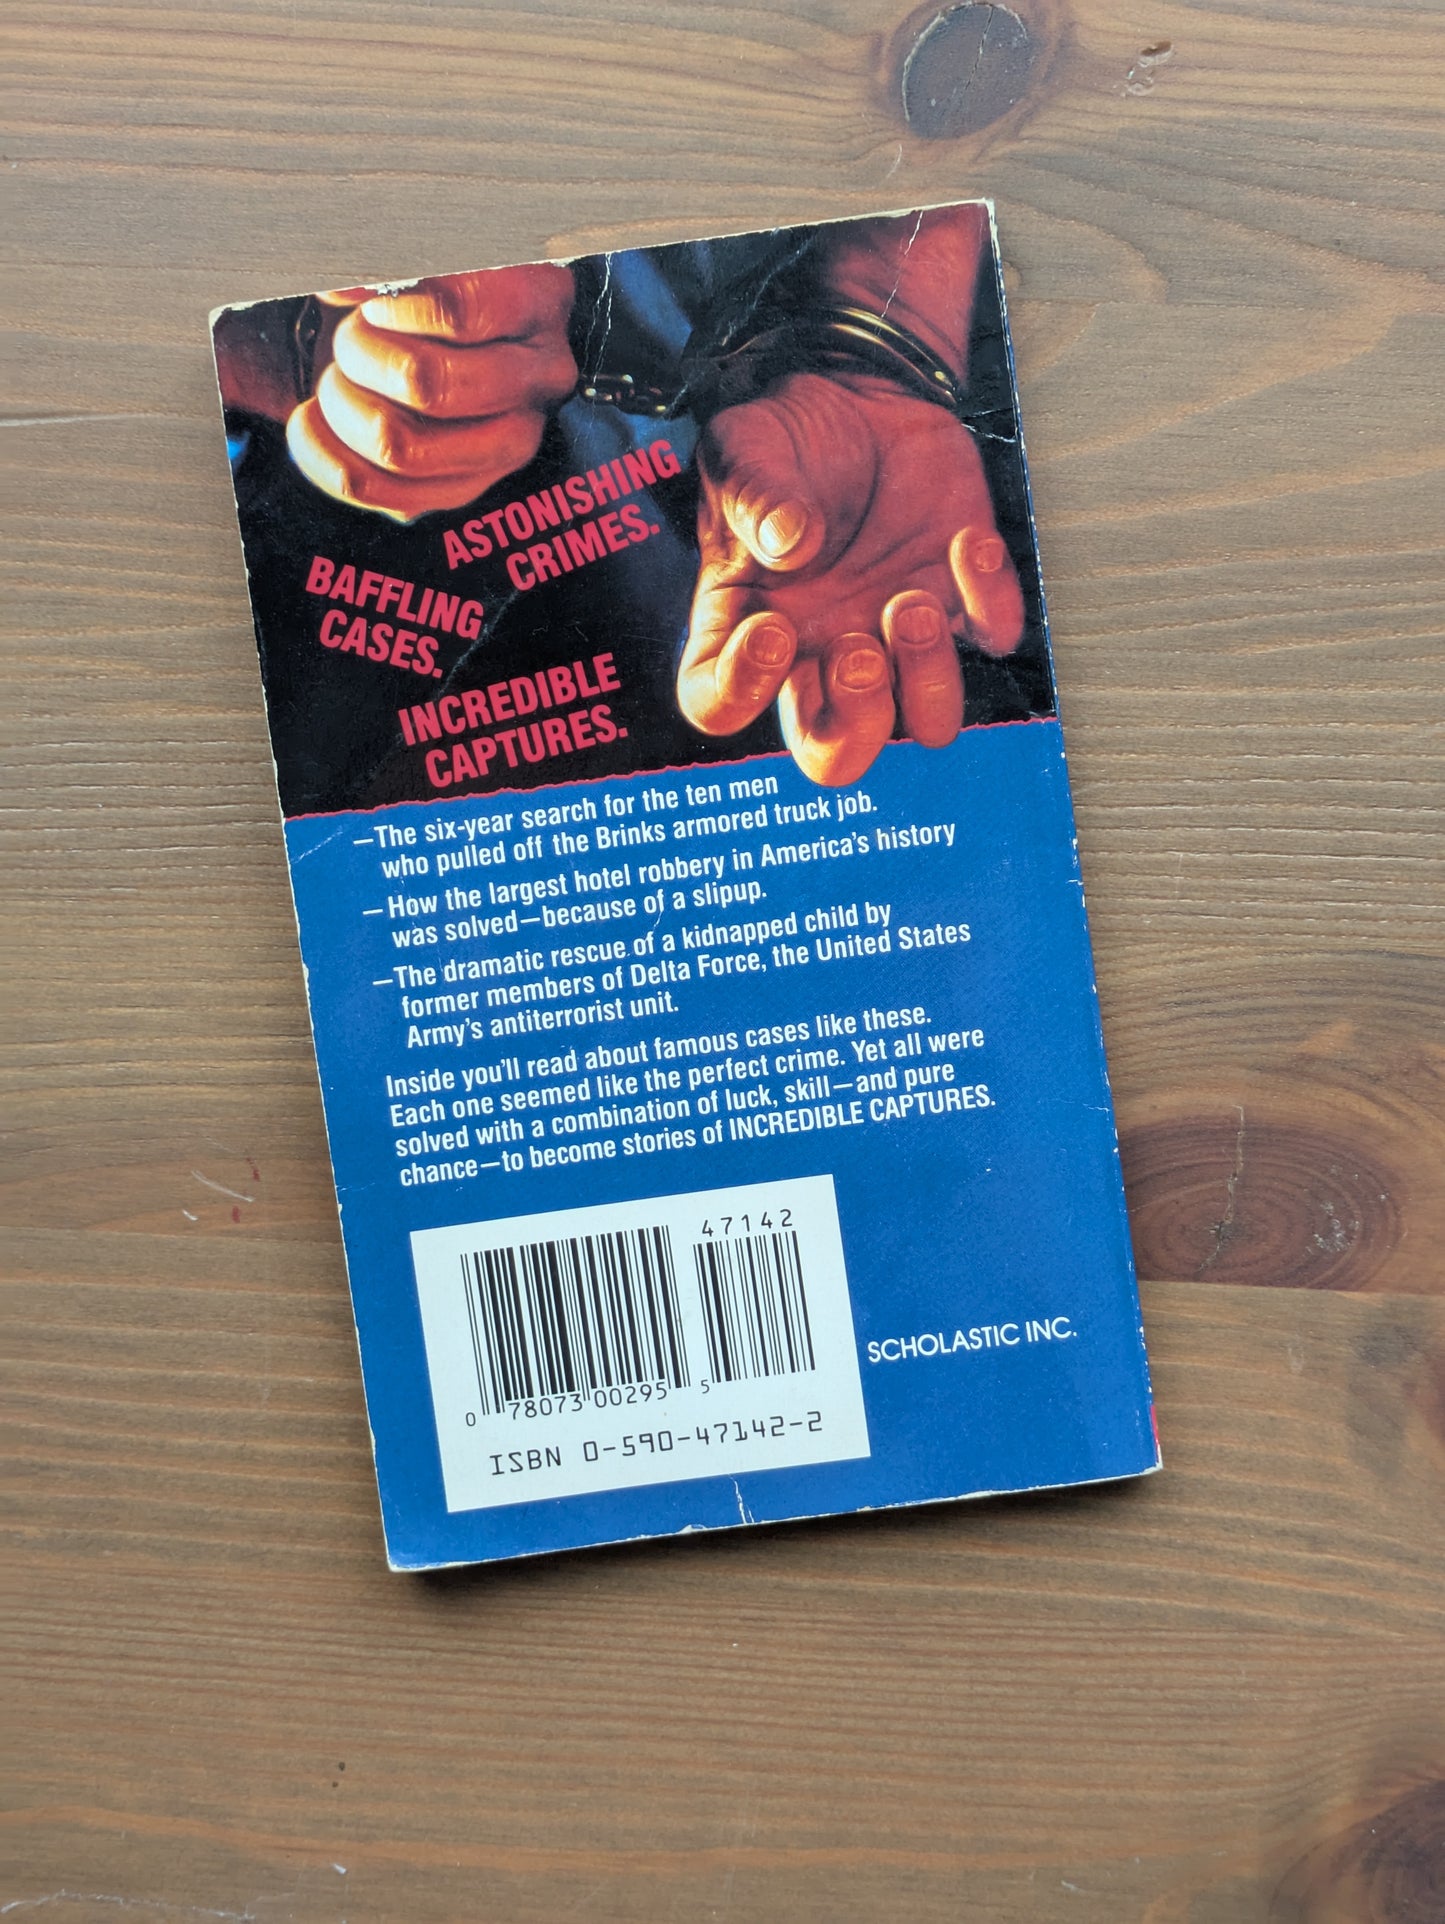 ASTONISHING
CRIMES.
BAFFLING
CASES.
INCREDIBLE
CAPTURES.
—The six-year search for the ten men
who pulled off the Brinks armored truck job.
—How the largest hotel robbery in America's history
was solved—because of a slipup.
—The dramatic rescue of a kidnapped child by
former members of Delta Force, the United States
Army's antiterrorist unit.
Inside you'll read about famous cases like these.
Each one seemed like the perfect crime. Yet all were
solved with a combination of luck, skill—and pure
chance—to become stories of INCREDIBLE CAPTURES.
47142
0 78073 00295 5
ISBN 0-590-47142-2
SCHOLASTIC INC.